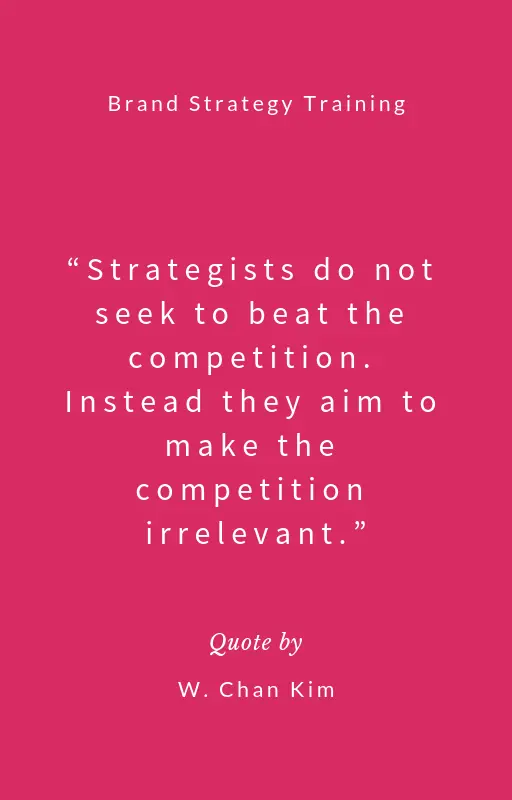 Brand Strategy Training
“Strategists do not
seek to beat the
competition.
Instead they aim to
make the
competition
irrelevant.”
Quote by
W. Chan Kim